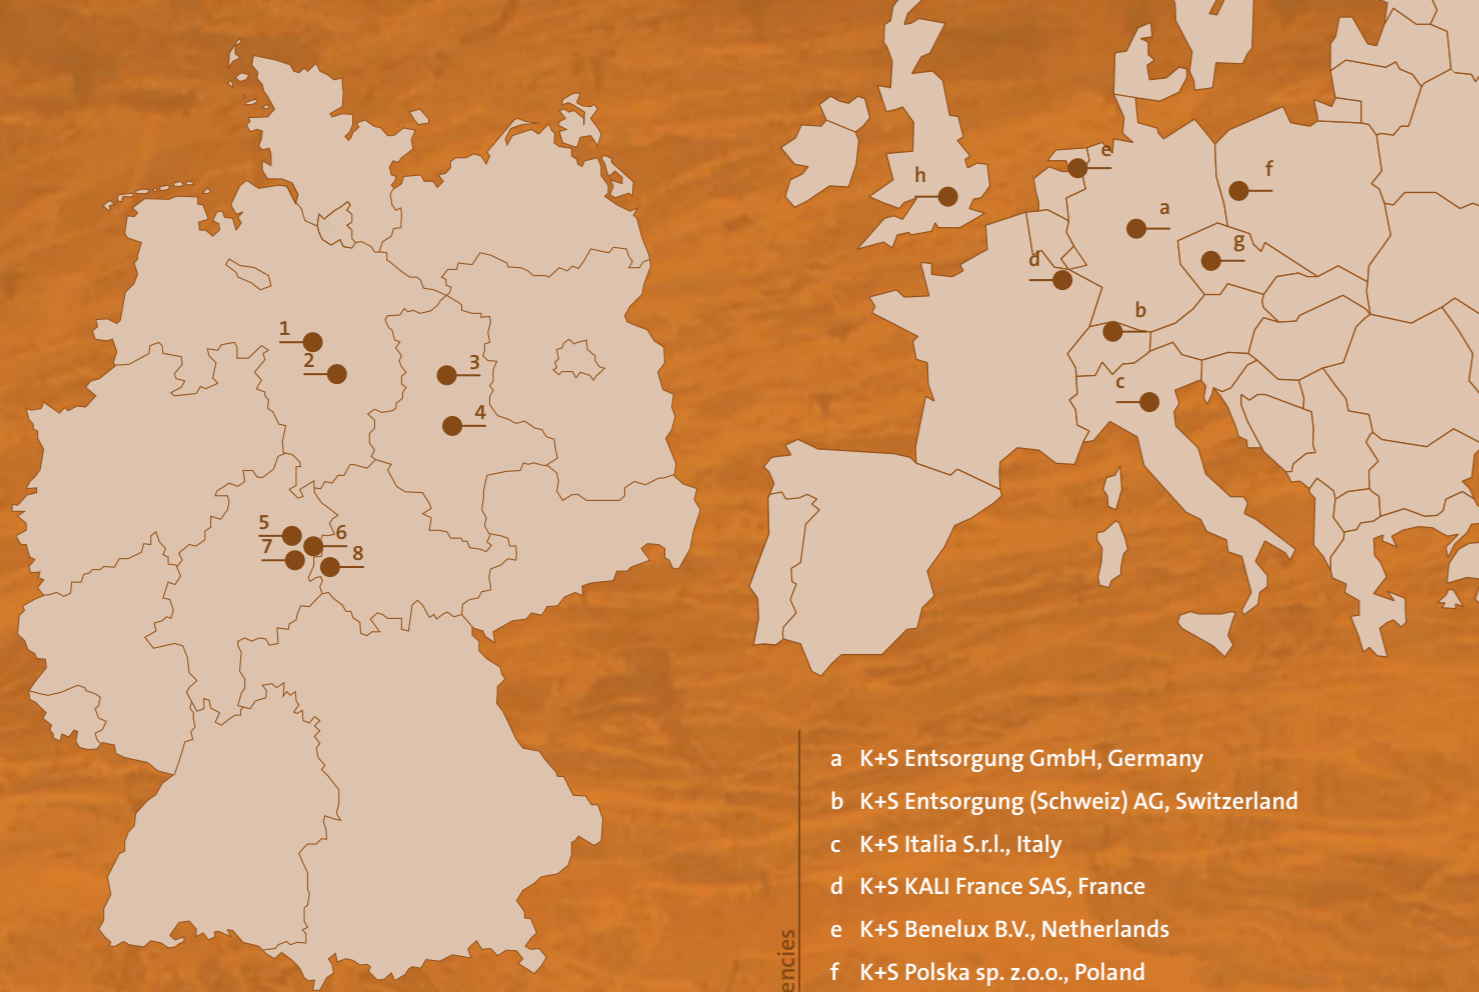 1
2
3
4
5
6
7
8
h
e
f
a
g
d
b
c
a K+S Entsorgung GmbH, Germany
b K+S Entsorgung (Schweiz) AG, Switzerland
c K+S Italia S.r.l., Italy
d K+S KALI France SAS, France
e K+S Benelux B.V., Netherlands
f K+S Polska sp. z.o.o., Poland
encies